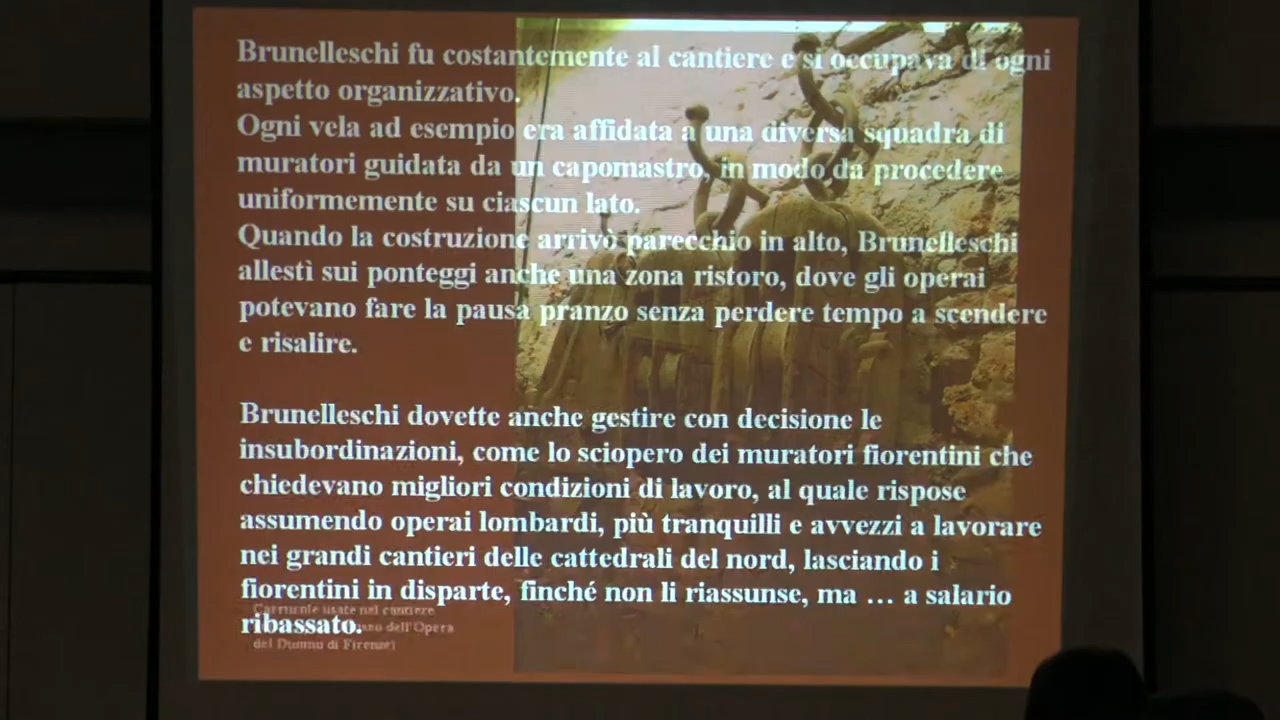 Brunelleschi fu costantemente al cantiere e si occupava di ogni
aspetto organizzativo.
Ogni vela ad esempio era affidata a una diversa squadra di
muratori guidata da un capomastro, in modo da procedere
uniformemente su ciascun lato.
Quando la costruzione arrivò parecchio in alto, Brunelleschi
allestì sui ponteggi anche una zona ristoro, dove gli operai
potevano fare la pausa pranzo senza perdere tempo a scendere
e risalire.
Brunelleschi dovette anche gestire con decisione le
insubordinazioni, come lo sciopero dei muratori fiorentini che
chiedevano migliori condizioni di lavoro, al quale rispose
assumendo operai lombardi, più tranquilli e avvezzi a lavorare
nei grandi cantieri delle cattedrali del nord, lasciando i
fiorentini in disparte, finché non li riassunse, ma … a salario
ribassato.
Carrucole usate nel cantiere
dell'Opera
del Duomo di Firenze)